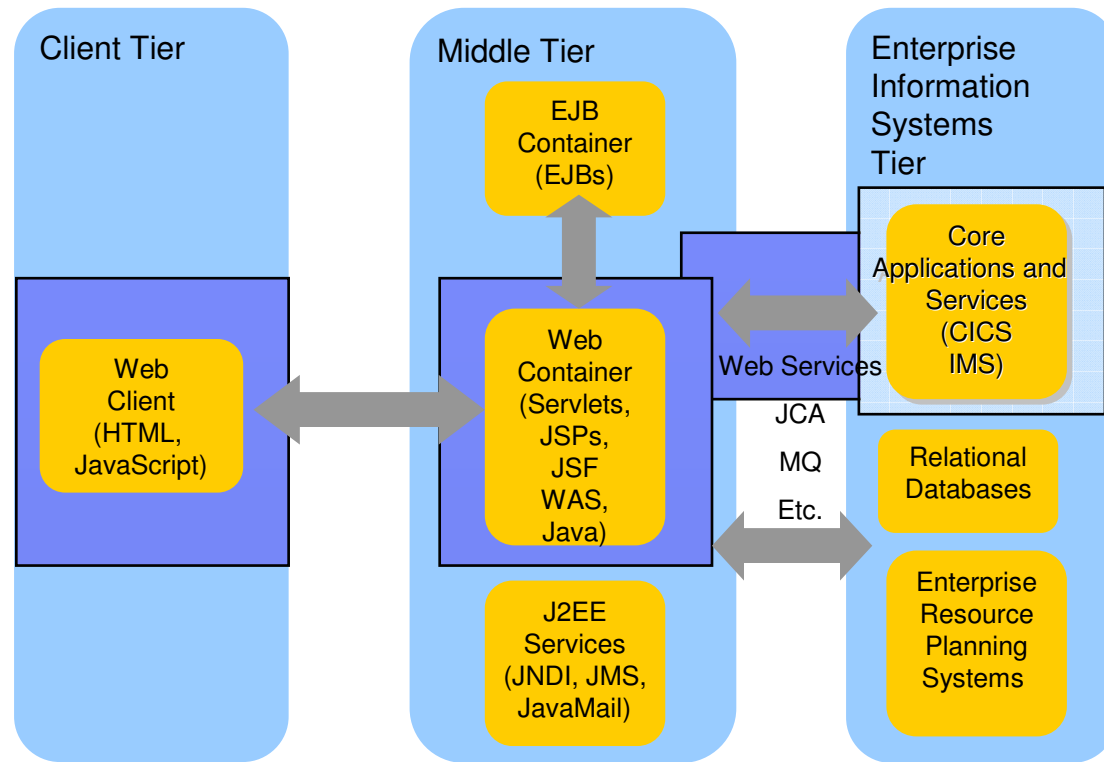 Client Tier
Web
Client
(HTML,
JavaScript)
Middle Tier
EJB
Container
(EJBs)
Web
Container
(Servlets,
JSPs,
JSF
WAS,
Java)
J2EE
Services
(JNDI, JMS,
JavaMail)
Web Services
JCA
MQ
Etc.
Enterprise
Information
Systems
Tier
Core
Applications and
Services
(CICS
IMS)
Relational
Databases
Enterprise
Resource
Planning
Systems